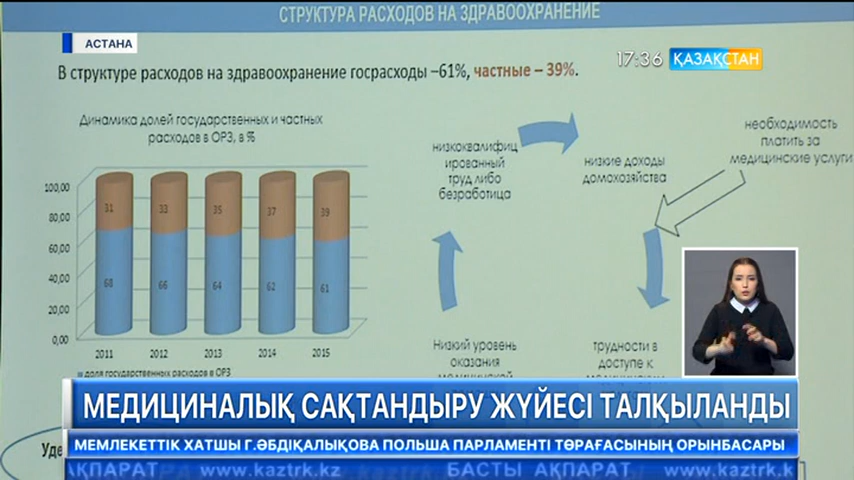 СТРУКТУРА РАСХОДОВ НА ЗДРАВООХРАНЕНИЕ
АСТАНА
17:36
ҚАЗАҚСТАН
В структуре расходов на здравоохранение госрасходы –61%, частные – 39%.
Динамика долей государственных и частных
расходов в ОРЗ, в %
100,00
80,00
60,00
40,00
20,00
0,00
31
33
35
37
39
68
66
64
62
61
2011
2012
2013
2014
2015
доля государственных расходов в ОРЗ
низкоквалифиц
ированный
труд либо
безработица
низкие доходы
домохозяйства
необходимость
платить за
медицинские услуги
Низкий уровень
оказания
трудности в
доступе к
МЕДИЦИНАЛЫҚ САҚТАНДЫРУ ЖҮЙЕСІ ТАЛҚЫЛАНДЫ
МЕМЛЕКЕТТІК ХАТШЫ Г.ӘБДІҚАЛЫҚОВА ПОЛЬША ПАРЛАМЕНТІ ТӨРАҒАСЫНЫҢ ОРЫНБАСАРЫ
АҚПАРАТ www.kaztrk.kz БАСТЫ АҚПАРАТ www.kaztrk.k